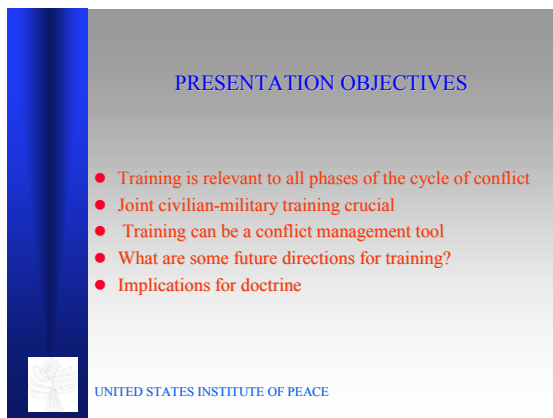 PRESENTATION OBJECTIVES
Training is relevant to all phases of the cycle of conflict
Joint civilian-military training crucial
Training can be a conflict management tool
What are some future directions for training?
Implications for doctrine
UNITED STATES INSTITUTE OF PEACE